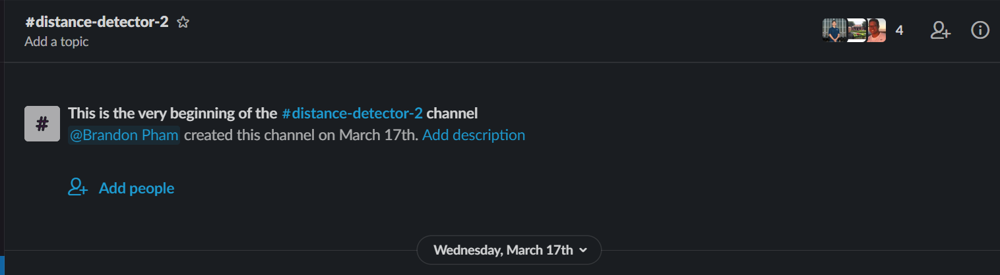 #distance-detector-2
Add a topic
4
#
This is the very beginning of the #distance-detector-2 channel
@Brandon Pham created this channel on March 17th. Add description
Add people
Wednesday, March 17th